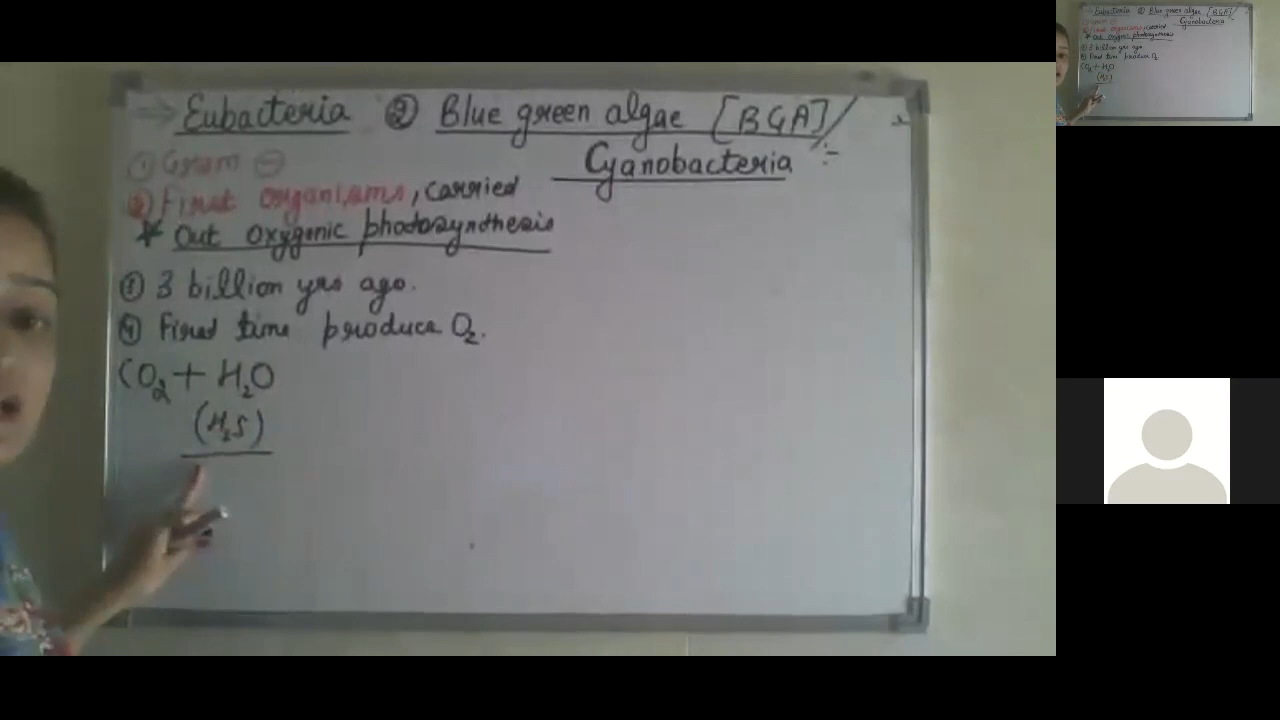 ⇒ Eubacteria ② Blue green algae [BGA]/
Cyanobacteria :-
① Gram ⊖
② First organisms, carried
* Out oxygenic photosynthesis
③ 3 billion yrs ago.
④ First time produce O₂.
CO₂ + H₂O
(H₂S)